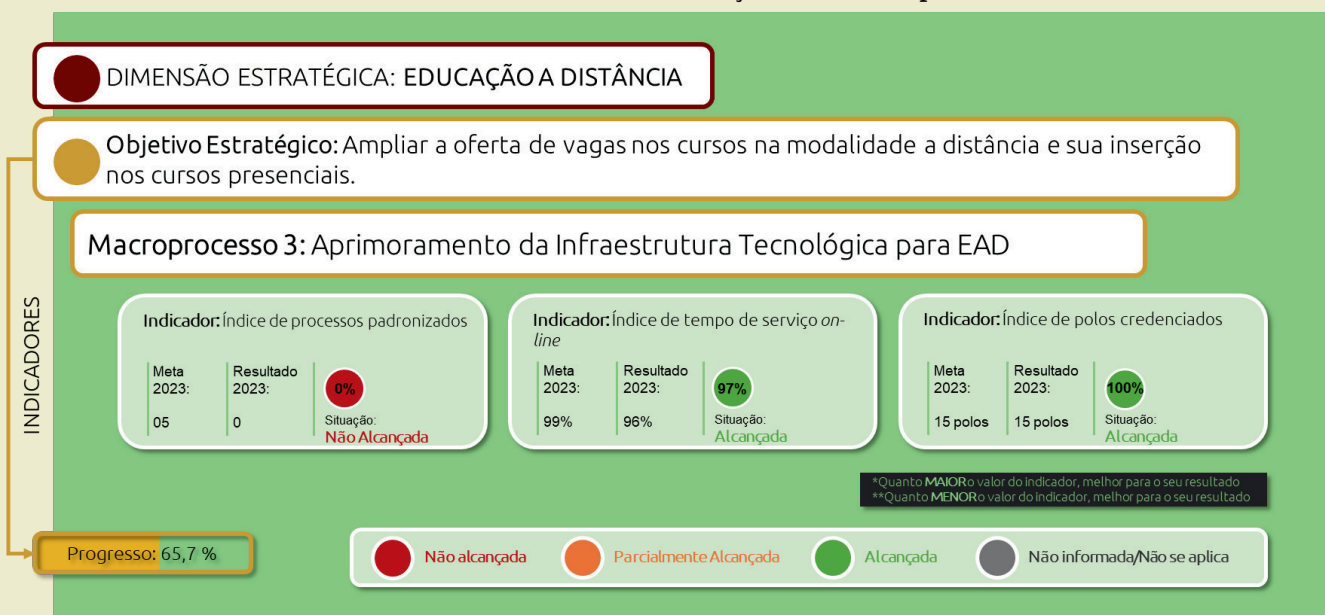 DIMENSÃO ESTRATÉGICA: EDUCAÇÃO A DISTÂNCIA
Objetivo Estratégico: Ampliar a oferta de vagas nos cursos na modalidade a distância e sua inserção
nos cursos presenciais.
Macroprocesso 3: Aprimoramento da Infraestrutura Tecnológica para EAD
INDICADORES
Indicador: Índice de processos padronizados
Meta
2023:
05
Resultado
2023:
0
0%
Situação:
Não Alcançada
Indicador: Índice de tempo de serviço on-
line
Meta
2023:
99%
Resultado
2023:
96%
97%
Situação:
Alcançada
Indicador: Índice de polos credenciados
Meta
2023:
15 polos
Resultado
2023:
15 polos
100%
Situação:
Alcançada
*Quanto MAIOR o valor do indicador, melhor para o seu resultado
**Quanto MENOR o valor do indicador, melhor para o seu resultado
Progresso: 65,7 %
Não alcançada
Parcialmente Alcançada
Alcançada
Não informada/Não se aplica